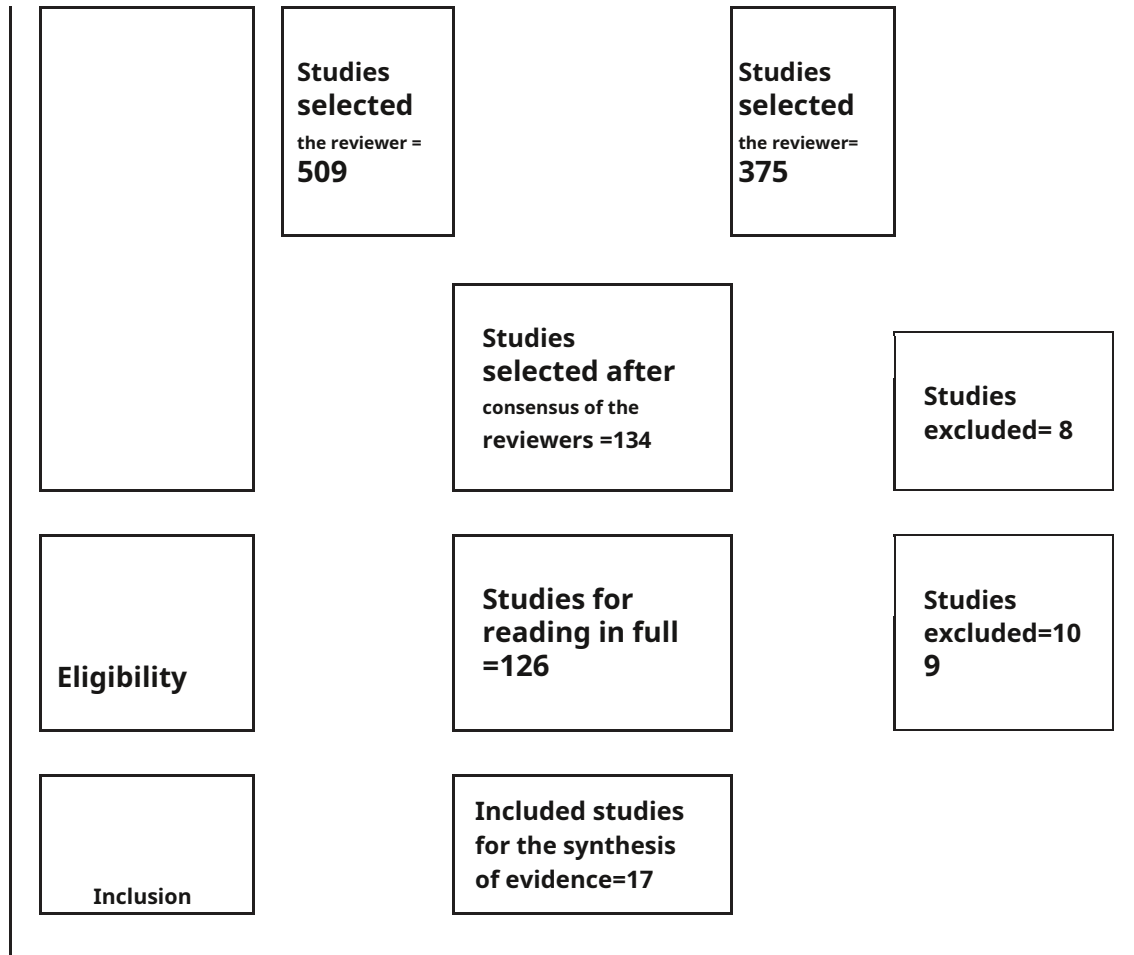 Studies
selected
the reviewer =
509
Studies
selected
the reviewer=
375
Studies
selected after
consensus of the
reviewers =134
Studies
excluded= 8
Eligibility
Studies for
reading in full
=126
Studies
excluded=10
9
Inclusion
Included studies
for the synthesis
of evidence=17